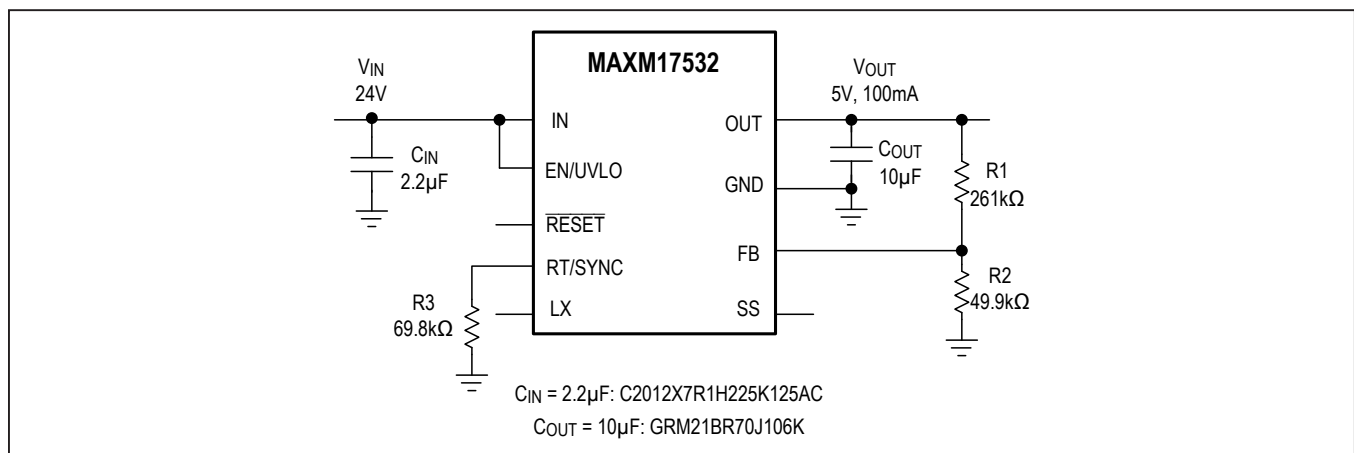 MAXM17532
VIN
24V
CIN
2.2µF
IN
EN/UVLO
RESET
RT/SYNC
LX
R3
69.8kΩ
OUT
GND
FB
SS
VOUT
5V, 100mA
COUT
10µF
R1
261kΩ
R2
49.9kΩ
CIN = 2.2µF: C2012X7R1H225K125AC
COUT = 10µF: GRM21BR70J106K